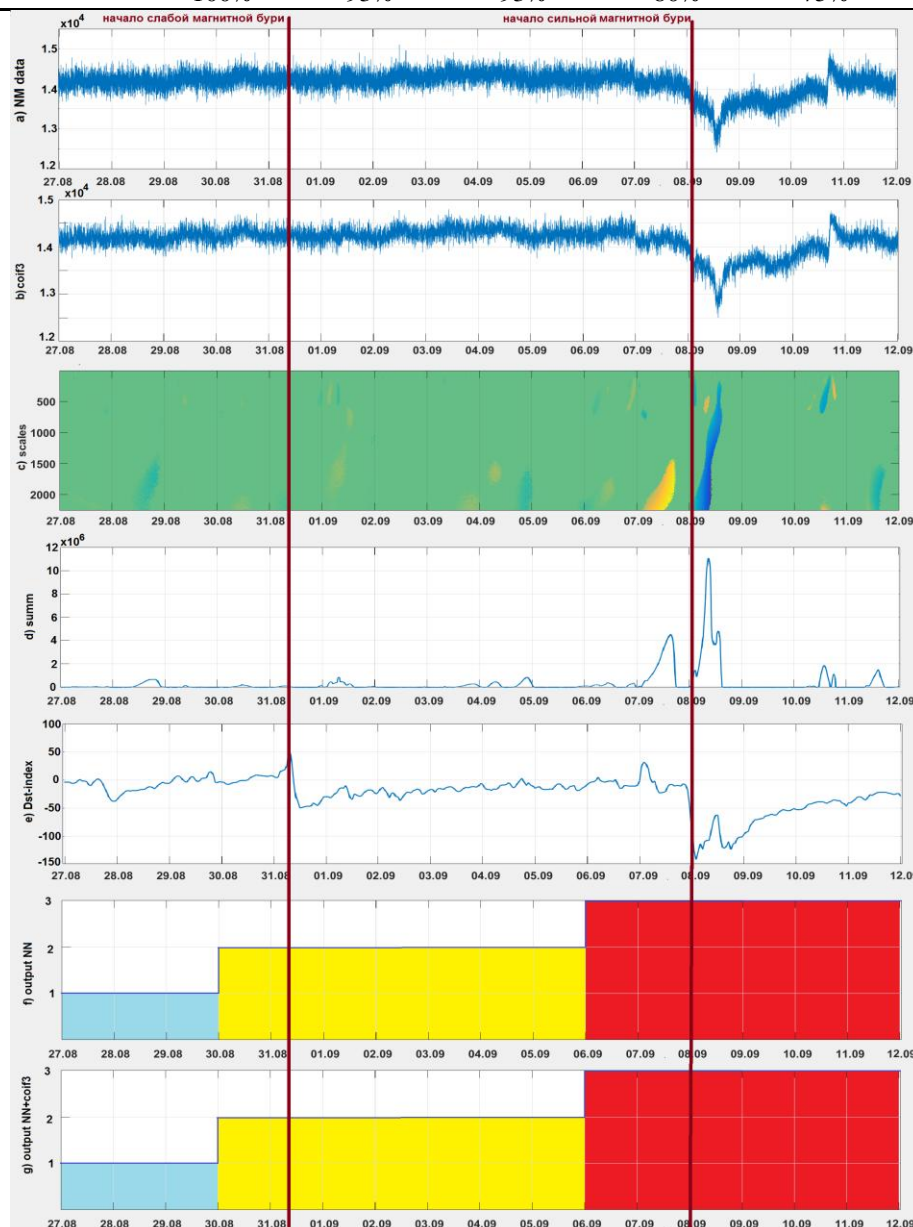 100% 95% 95% 80% 75%
начало слабой магнитной бури начало сильной магнитной бури
x10⁴
1.5
1.4
1.3
1.2
a) NM data
27.08 28.08 29.08 30.08 31.08 01.09 02.09 03.09 04.09 05.09 06.09 07.09 08.09 09.09 10.09 11.09 12.09
x10⁴
1.5
1.4
1.3
1.2
b) coif3
27.08 28.08 29.08 30.08 31.08 01.09 02.09 03.09 04.09 05.09 06.09 07.09 08.09 09.09 10.09 11.09 12.09
500
1000
1500
2000
c) scales
27.08 28.08 29.08 30.08 31.08 01.09 02.09 03.09 04.09 05.09 06.09 07.09 08.09 09.09 10.09 11.09 12.09
x10⁶
12
10
8
6
4
2
0
d) summ
27.08 28.08 29.08 30.08 31.08 01.09 02.09 03.09 04.09 05.09 06.09 07.09 08.09 09.09 10.09 11.09 12.09
100
50
0
-50
-100
-150
e) Dst-index
27.08 28.08 29.08 30.08 31.08 01.09 02.09 03.09 04.09 05.09 06.09 07.09 08.09 09.09 10.09 11.09 12.09
3
2
1
f) output NN
27.08 28.08 29.08 30.08 31.08 01.09 02.09 03.09 04.09 05.09 06.09 07.09 08.09 09.09 10.09 11.09 12.09
3
2
1
g) output NN+coif3
27.08 28.08 29.08 30.08 31.08 01.09 02.09 03.09 04.09 05.09 06.09 07.09 08.09 09.09 10.09 11.09 12.09